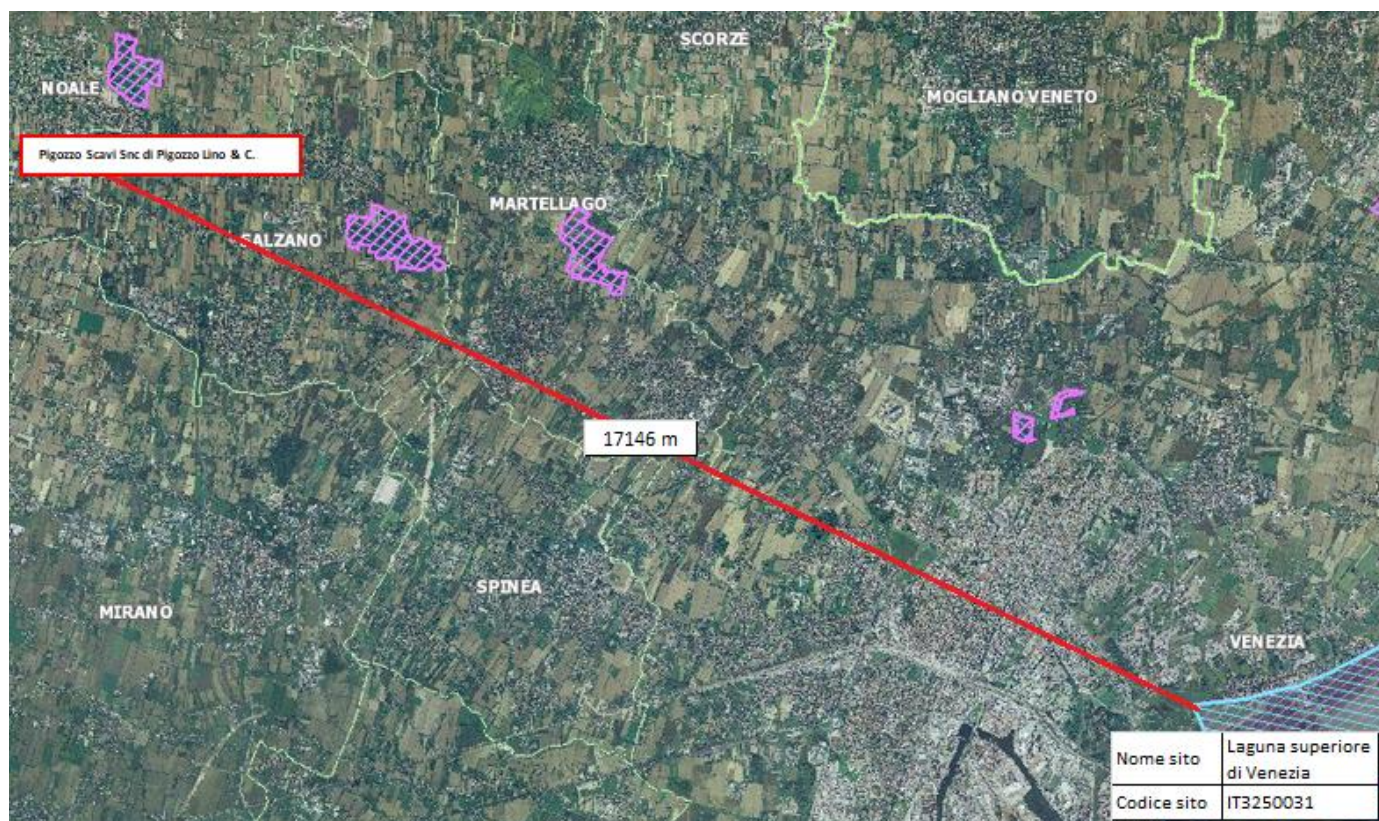 SCORZÈ
NOALE
MOGLIANO VENETO
Pigozzo Scavi Snc di Pigozzo Lino & C.
MARTELLAGO
SALZANO
17146 m
SPINEA
MIRANO
VENEZIA
Nome sito Laguna superiore
di Venezia
Codice sito IT3250031